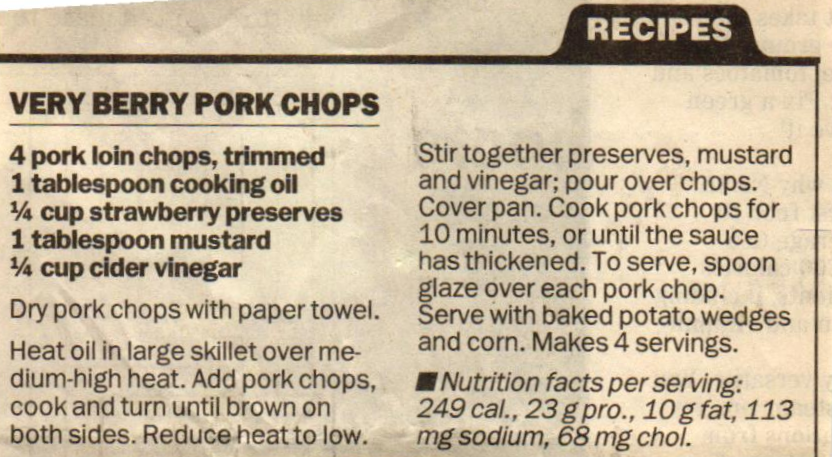 RECIPES
VERY BERRY PORK CHOPS
4 pork loin chops, trimmed
1 tablespoon cooking oil
¼ cup strawberry preserves
1 tablespoon mustard
¼ cup cider vinegar
Dry pork chops with paper towel.
Heat oil in large skillet over me-
dium-high heat. Add pork chops,
cook and turn until brown on
both sides. Reduce heat to low.
Stir together preserves, mustard
and vinegar; pour over chops.
Cover pan. Cook pork chops for
10 minutes, or until the sauce
has thickened. To serve, spoon
glaze over each pork chop.
Serve with baked potato wedges
and corn. Makes 4 servings.
■ Nutrition facts per serving:
249 cal., 23 g pro., 10 g fat, 113
mg sodium, 68 mg chol.